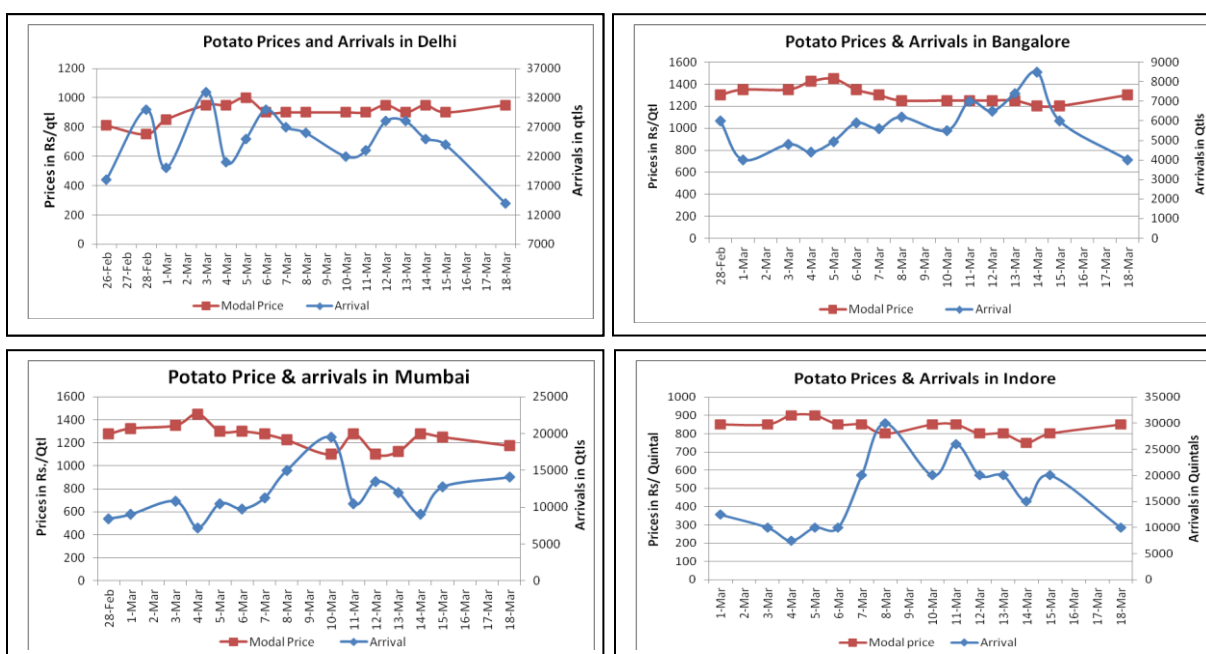 Potato Prices and Arrivals in Delhi
1200
1000
800
600
400
200
0
37000
32000
27000
22000
17000
12000
7000
Prices in Rs/qtl
Arrivals in qtls
26-Feb
27-Feb
28-Feb
1-Mar
2-Mar
3-Mar
4-Mar
5-Mar
6-Mar
7-Mar
8-Mar
9-Mar
10-Mar
11-Mar
12-Mar
13-Mar
14-Mar
15-Mar
16-Mar
17-Mar
18-Mar
Modal Price
Arrival
Potato Prices & Arrivals in Bangalore
1600
1400
1200
1000
800
600
400
200
0
9000
8000
7000
6000
5000
4000
3000
2000
1000
0
Prices in Rs/Qtl
Arrivals in Qtls
28-Feb
1-Mar
2-Mar
3-Mar
4-Mar
5-Mar
6-Mar
7-Mar
8-Mar
9-Mar
10-Mar
11-Mar
12-Mar
13-Mar
14-Mar
15-Mar
16-Mar
17-Mar
18-Mar
Modal Price
Arrival
Potato Price & arrivals in Mumbai
1600
1400
1200
1000
800
600
400
200
0
25000
20000
15000
10000
5000
0
Prices in Rs./Qtl
Arrivals in Qtls
28-Feb
1-Mar
2-Mar
3-Mar
4-Mar
5-Mar
6-Mar
7-Mar
8-Mar
9-Mar
10-Mar
11-Mar
12-Mar
13-Mar
14-Mar
15-Mar
16-Mar
17-Mar
18-Mar
Modal Price
Arrival
Potato Prices & Arrivals in Indore
1000
900
800
700
600
500
400
300
200
100
0
35000
30000
25000
20000
15000
10000
5000
0
Prices in Rs/ Quintal
Arrivals in Quintals
1-Mar
2-Mar
3-Mar
4-Mar
5-Mar
6-Mar
7-Mar
8-Mar
9-Mar
10-Mar
11-Mar
12-Mar
13-Mar
14-Mar
15-Mar
16-Mar
17-Mar
18-Mar
Modal price
Arrival